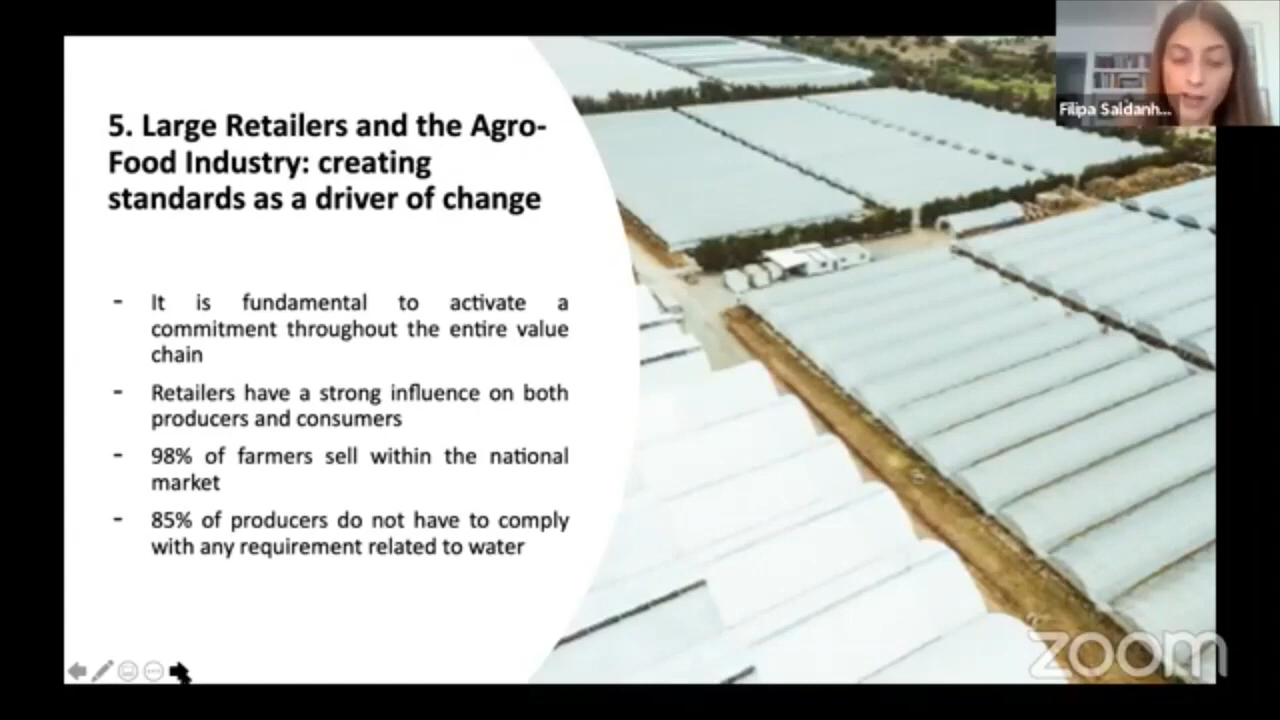 Filipa Saldanh...
5. Large Retailers and the Agro-
Food Industry: creating
standards as a driver of change
- It is fundamental to activate a
commitment throughout the entire value
chain
- Retailers have a strong influence on both
producers and consumers
- 98% of farmers sell within the national
market
- 85% of producers do not have to comply
with any requirement related to water
zoom